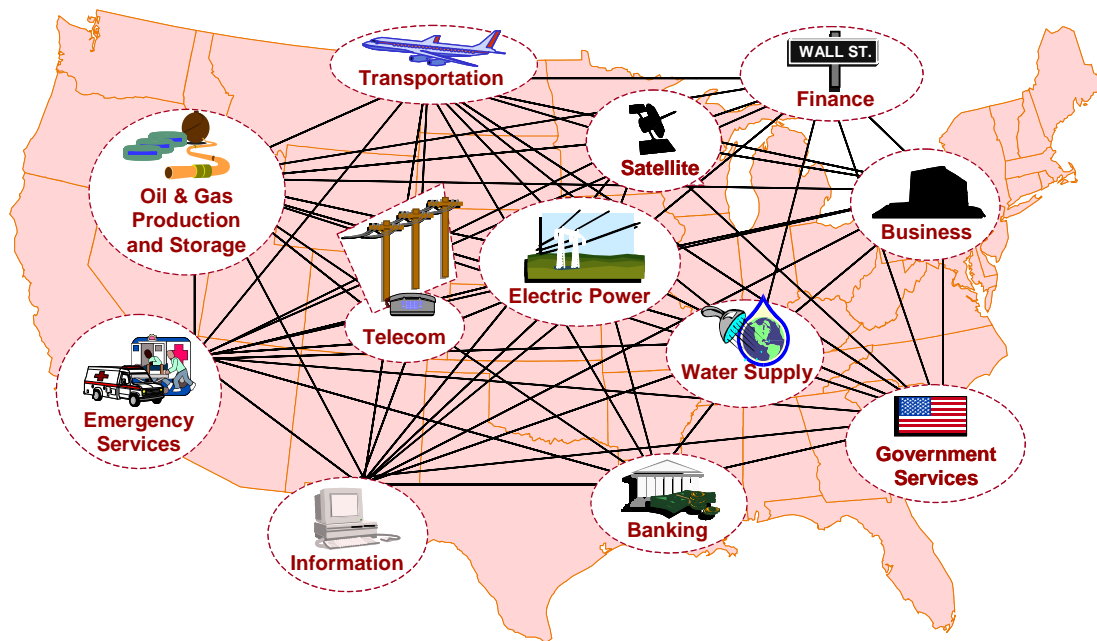 Transportation
WALL ST.
Finance
Satellite
Oil & Gas
Production
and Storage
Business
Electric Power
Telecom
Water Supply
Emergency
Services
Government
Services
Banking
Information